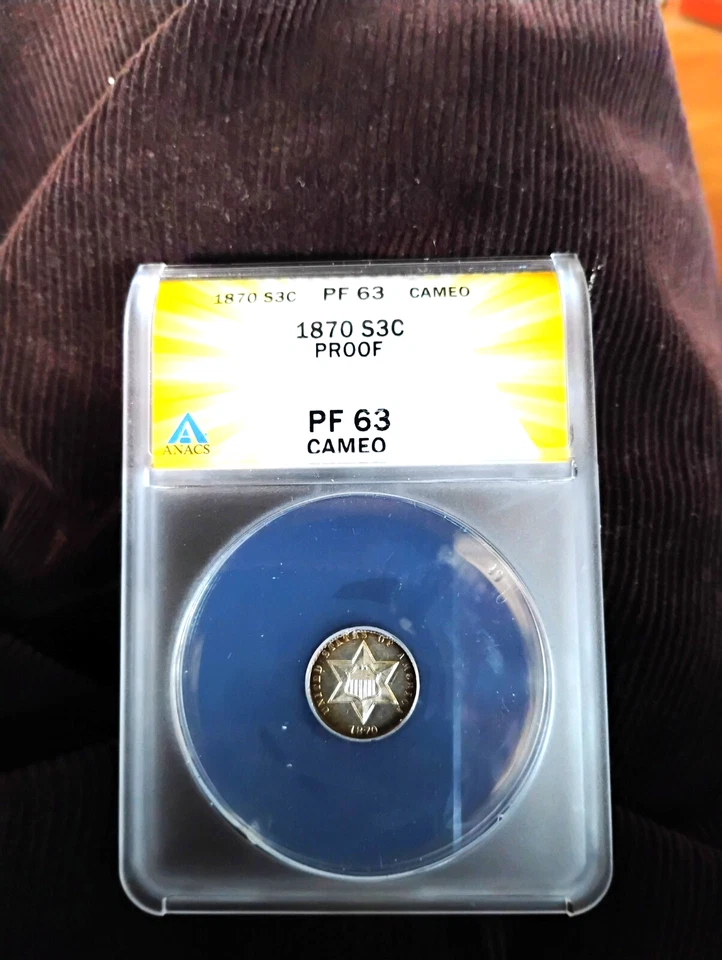 1870 S3C PF 63 CAMEO
1870 S3C
PROOF
PF 63
CAMEO
ANACS
UNITED STATES OF AMERICA
1870